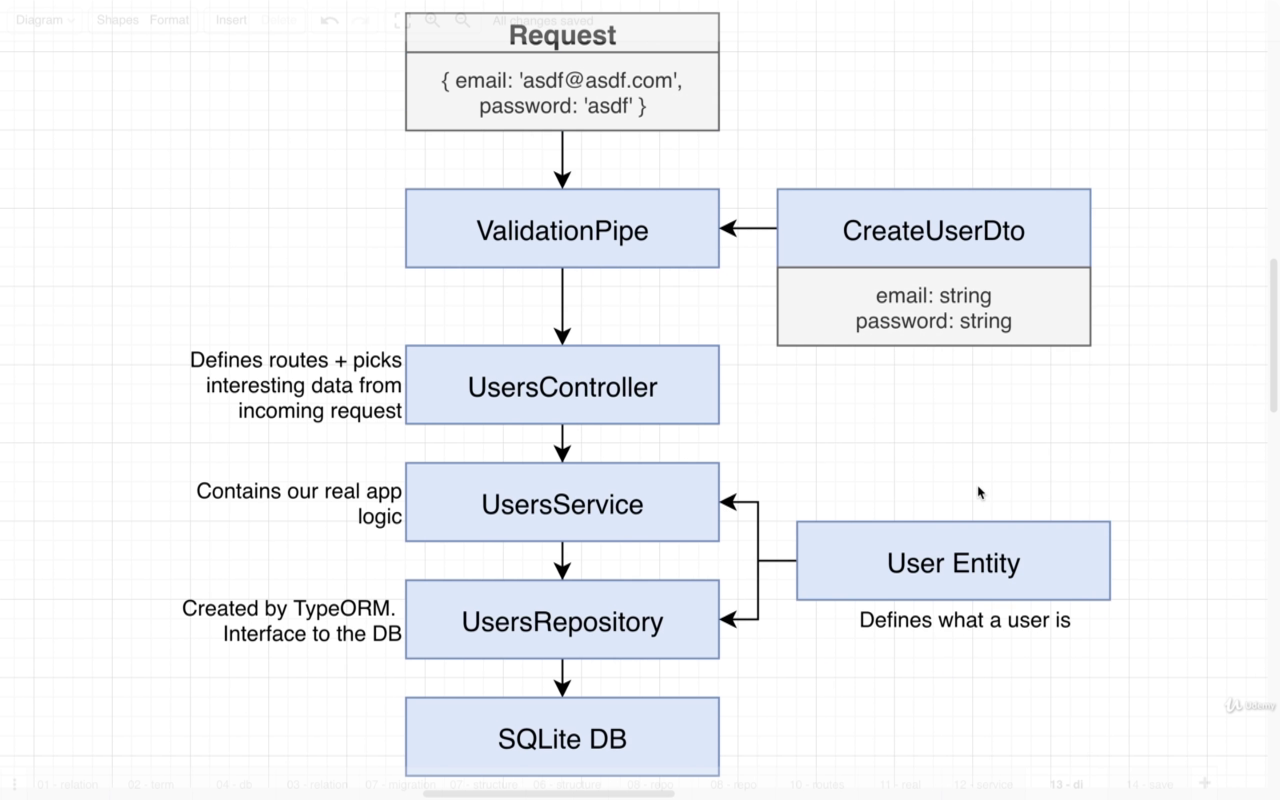 Diagram
Shapes
Format
Insert
Delete
All changes saved
Request
{ email: 'asdf@asdf.com',
password: 'asdf' }
ValidationPipe
CreateUserDto
email: string
password: string
Defines routes + picks
interesting data from
incoming request
UsersController
Contains our real app
logic
UsersService
User Entity
Defines what a user is
Created by TypeORM.
Interface to the DB
UsersRepository
SQLite DB
Udemy
01 - relation
02 - term
04 - db
03 - relation
07 - migration
07 - structure
08 - structure
08 - repo
09 - repo
10 - routes
11 - real
12 - service
13 - di
14 - save